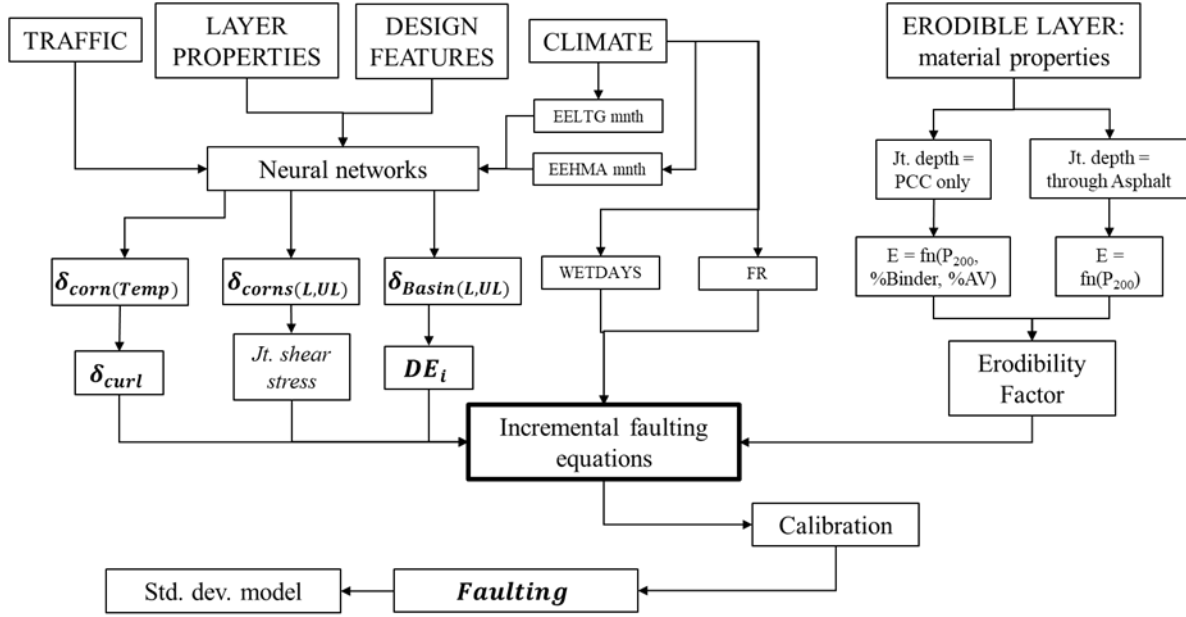 TRAFFIC
LAYER
PROPERTIES
DESIGN
FEATURES
CLIMATE
ERODIBLE LAYER:
material properties
EELTG mnth
EEHMA mnth
Neural networks
Jt. depth =
PCC only
Jt. depth =
through Asphalt
δcorn(Temp)
δcorns(L,UL)
δBasin(L,UL)
WETDAYS
FR
E = fn(P200,
%Binder, %AV)
E =
fn(P200)
δcurl
Jt. shear
stress
DEi
Erodibility
Factor
Incremental faulting
equations
Calibration
Std. dev. model
Faulting